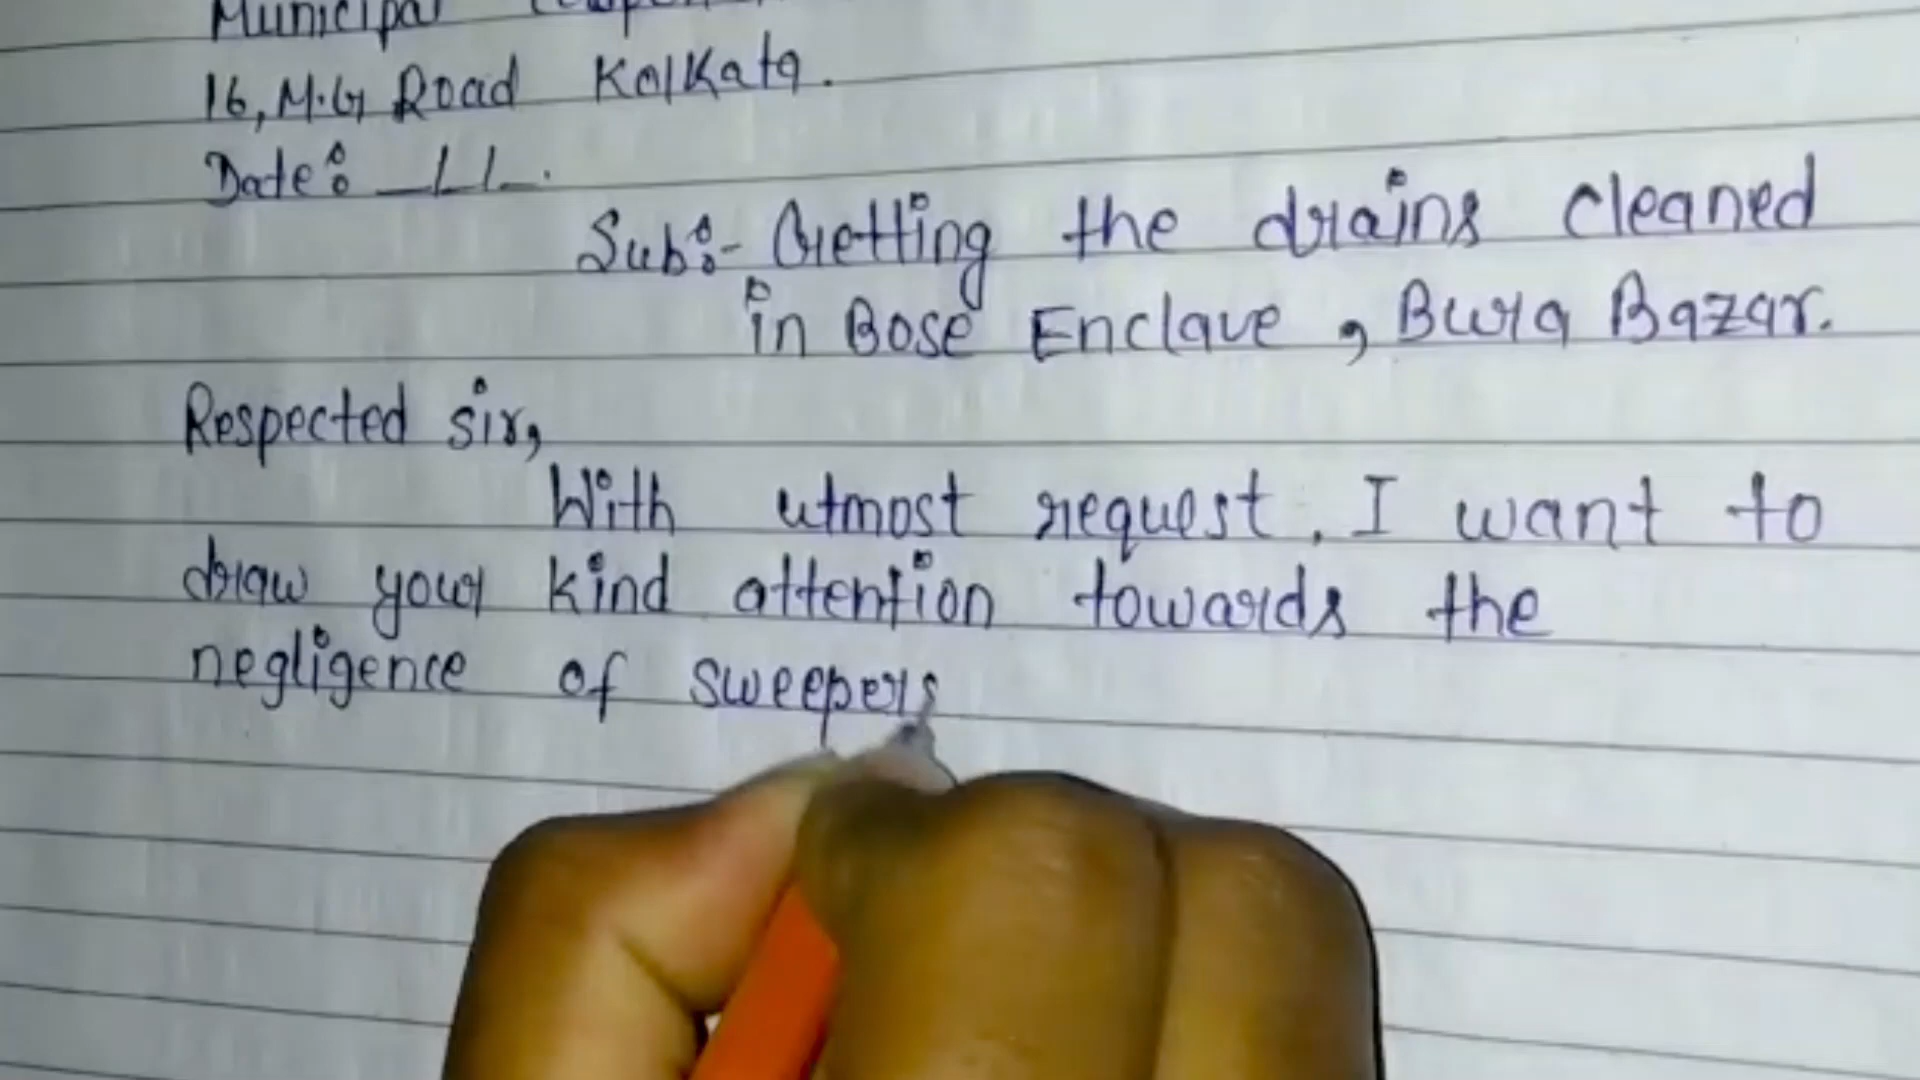 Municipal
16, M.G Road Kolkata.
Date: _/_/_.
Sub:- Getting the drains cleaned
in Bose Enclave, Bura Bazar.
Respected sir,
With utmost request. I want to
draw your kind attention towards the
negligence of sweepers